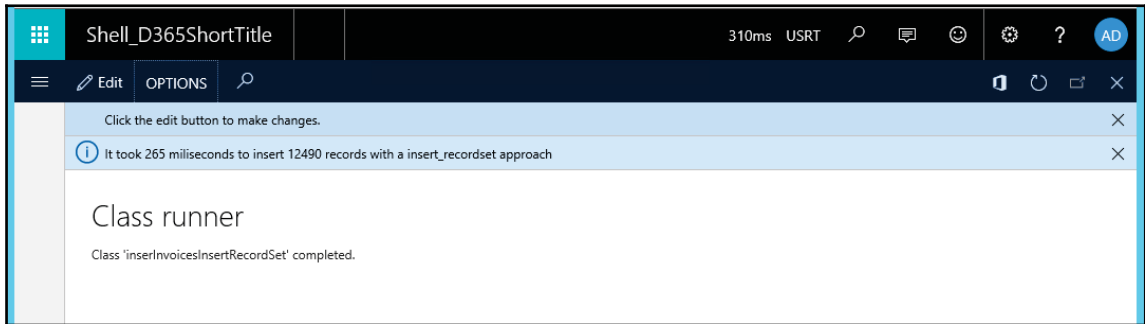 Shell_D365ShortTitle 310ms USRT ? AD
Edit OPTIONS
Click the edit button to make changes.
It took 265 miliseconds to insert 12490 records with a insert_recordset approach
Class runner
Class 'inserInvoicesInsertRecordSet' completed.